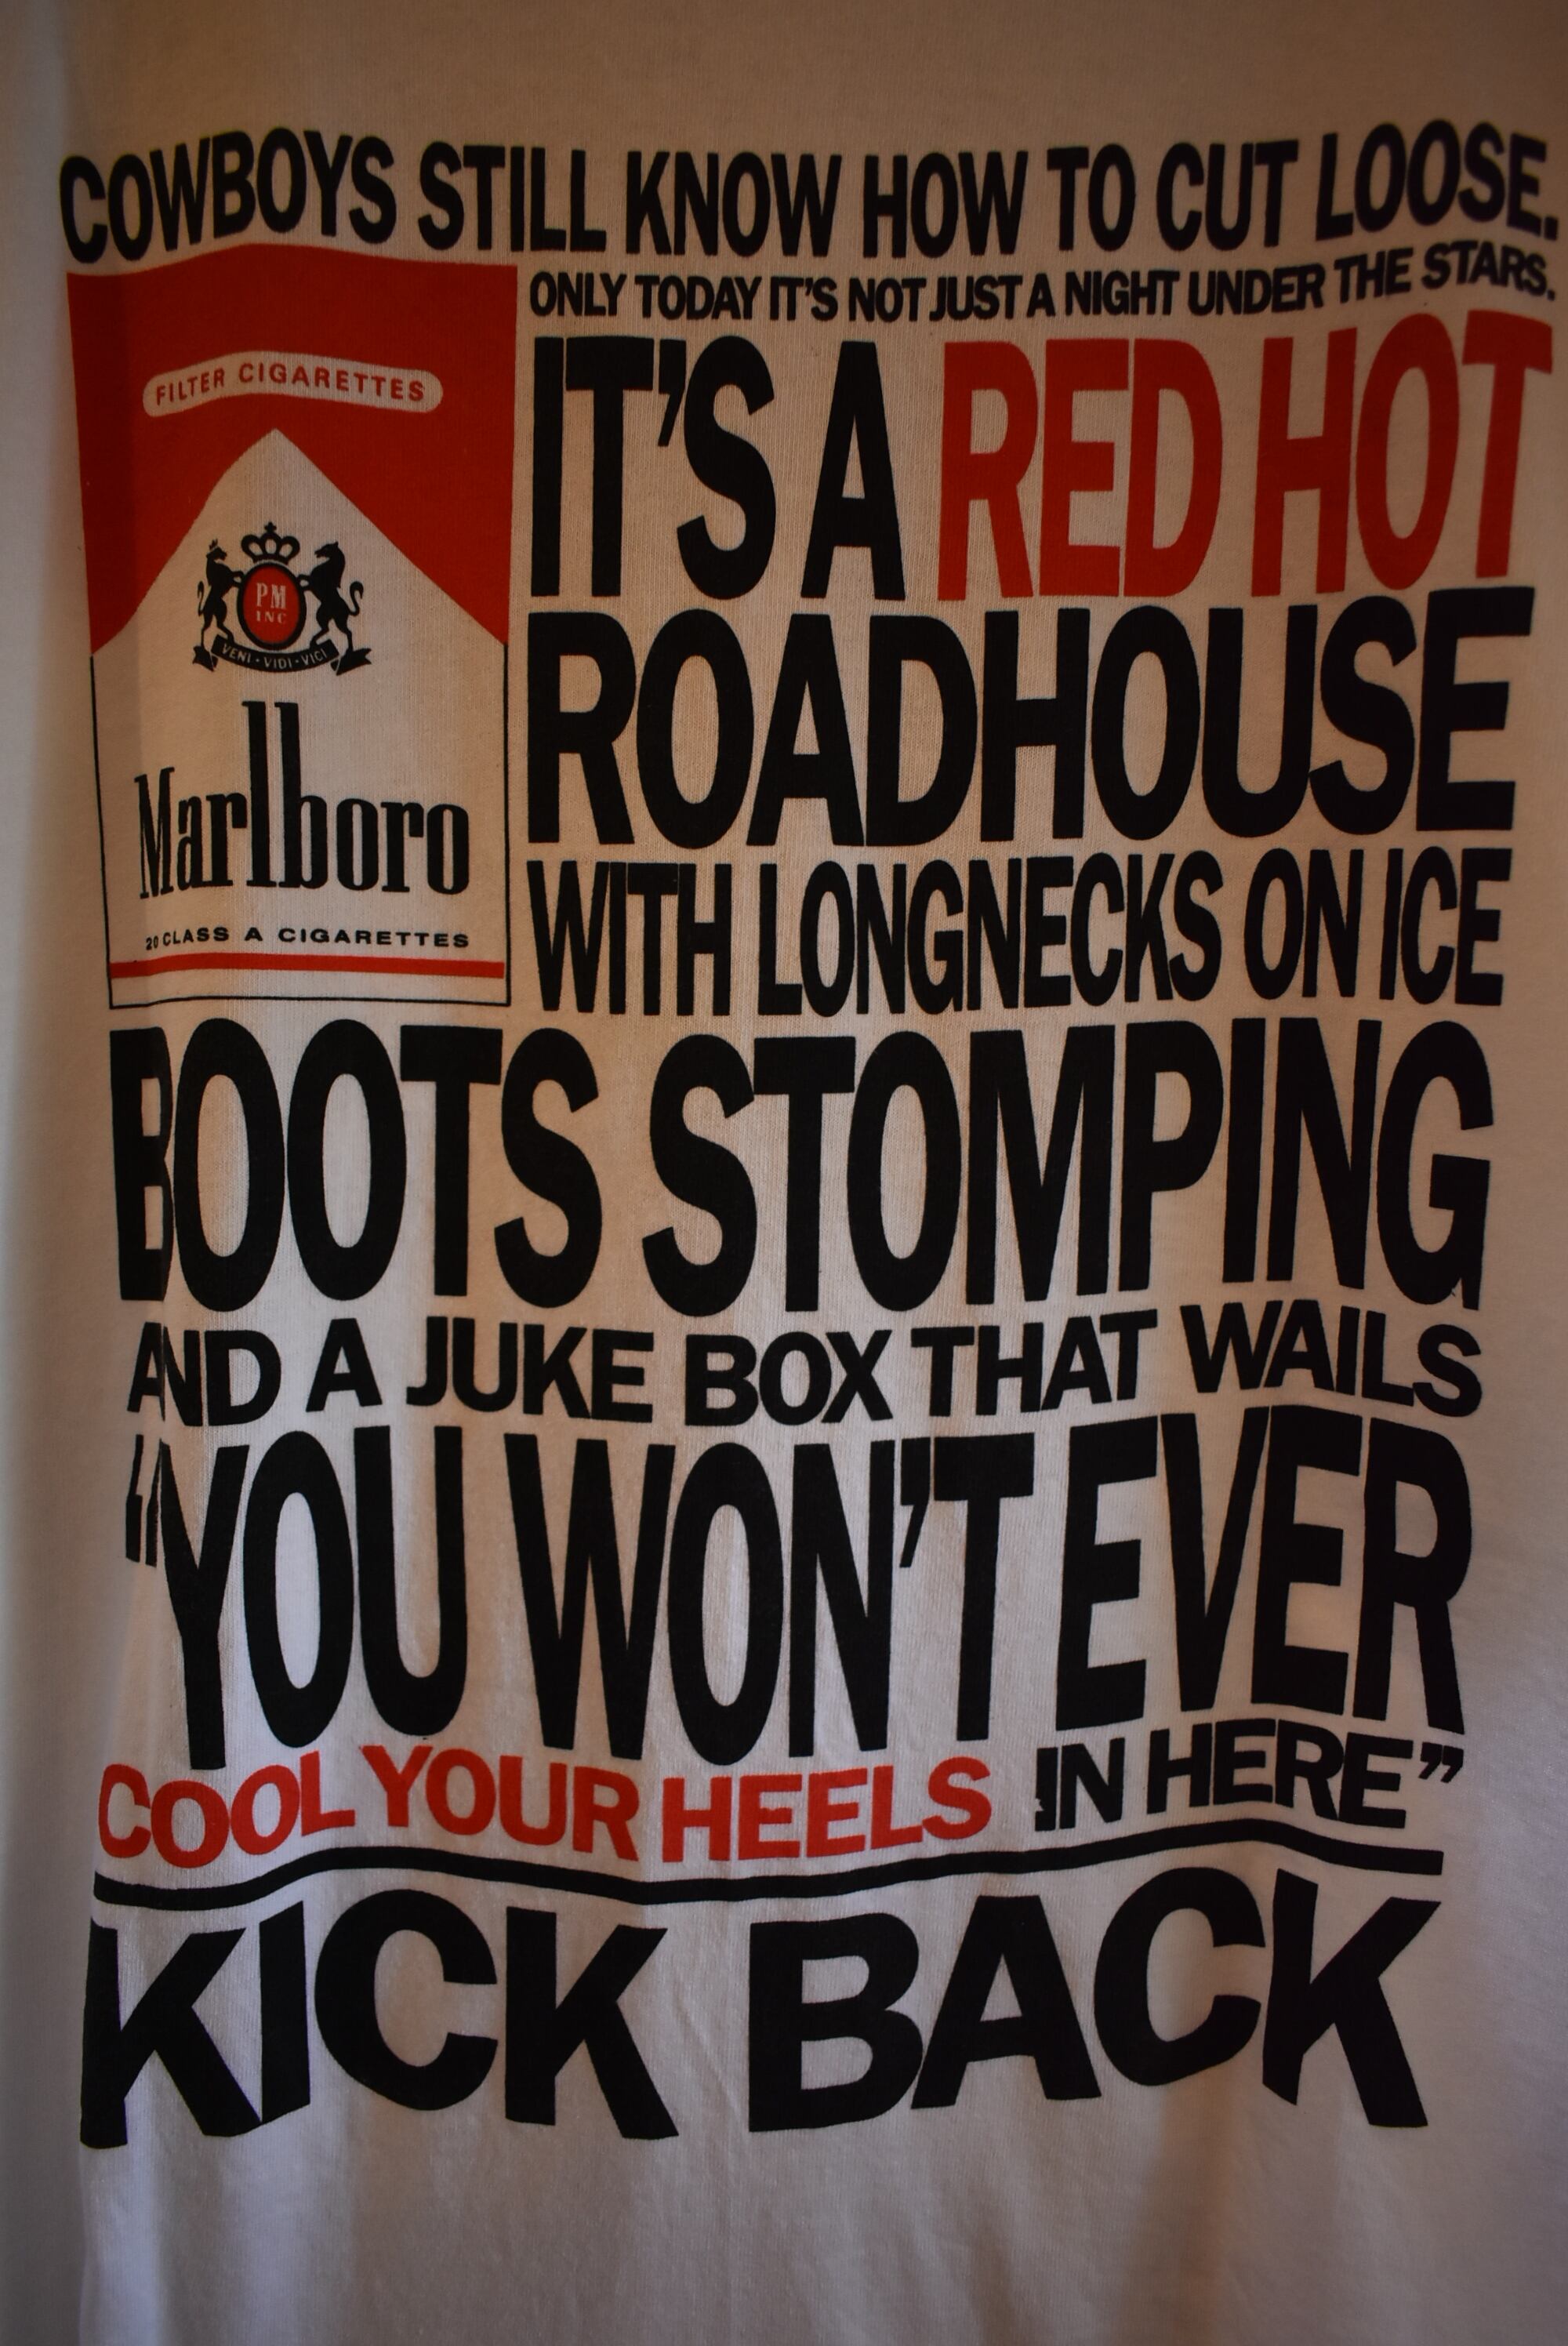 COWBOYS STILL KNOW HOW TO CUT LOOSE.
ONLY TODAY IT'S NOT JUST A NIGHT UNDER THE STARS.
IT'S A RED HOT
ROADHOUSE
WITH LONGNECKS ON ICE
FILTER CIGARETTES
PM
INC
VENI · VIDI · VICI
Marlboro
20 CLASS A CIGARETTES
BOOTS STOMPING
AND A JUKE BOX THAT WAILS
“YOU WON'T EVER
COOL YOUR HEELS IN HERE”
KICK BACK